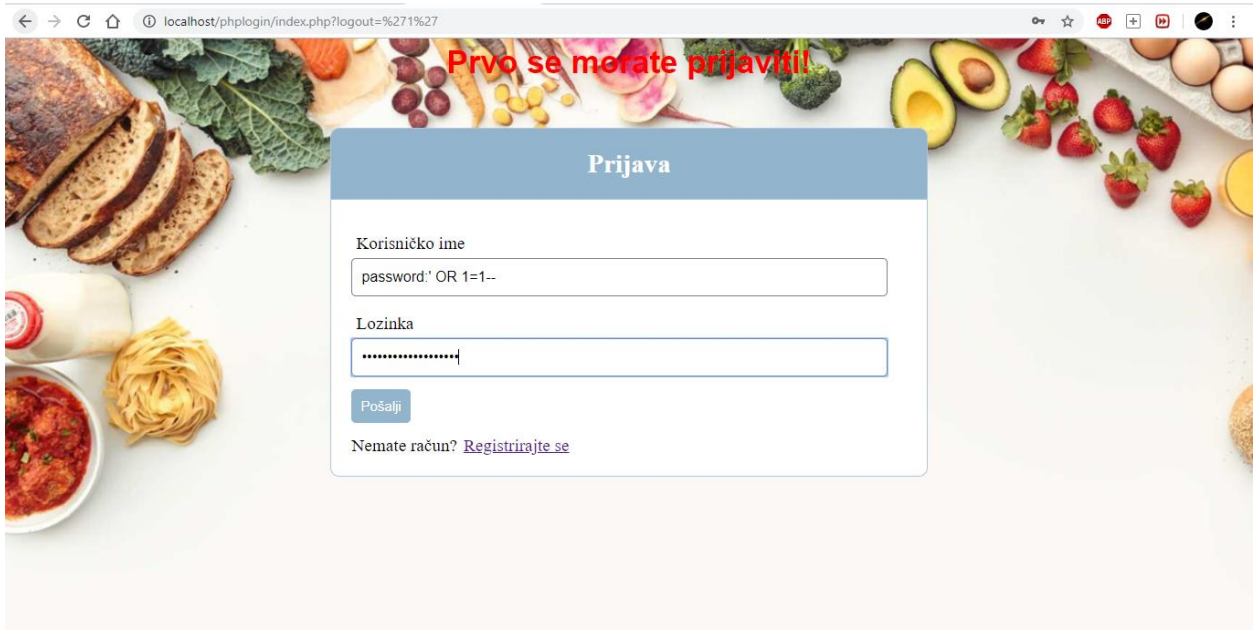 localhost/phplogin/index.php?logout=%271%27
ABP
Prvo se morate prijaviti!
Prijava
Korisničko ime
password:' OR 1=1--
Lozinka
•••••••••••••••••••
Pošalji
Nemate račun? Registrirajte se